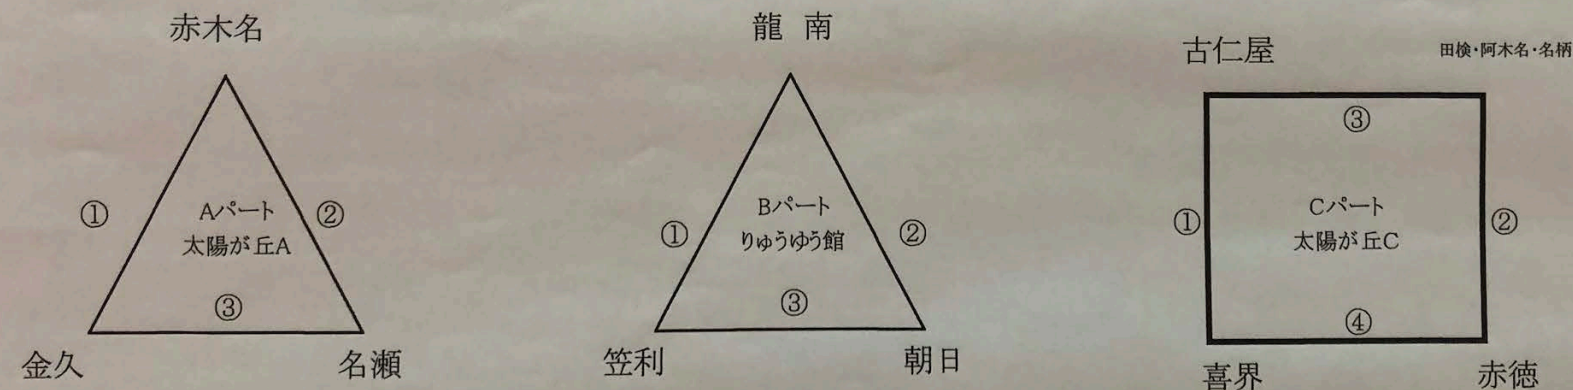 赤木名
①
Aパート
太陽が丘A
②
③
金久
名瀬
龍 南
①
Bパート
りゅうゆう館
②
③
笠利
朝日
古仁屋
田検・阿木名・名柄
③
①
Cパート
太陽が丘C
②
④
喜界
赤徳